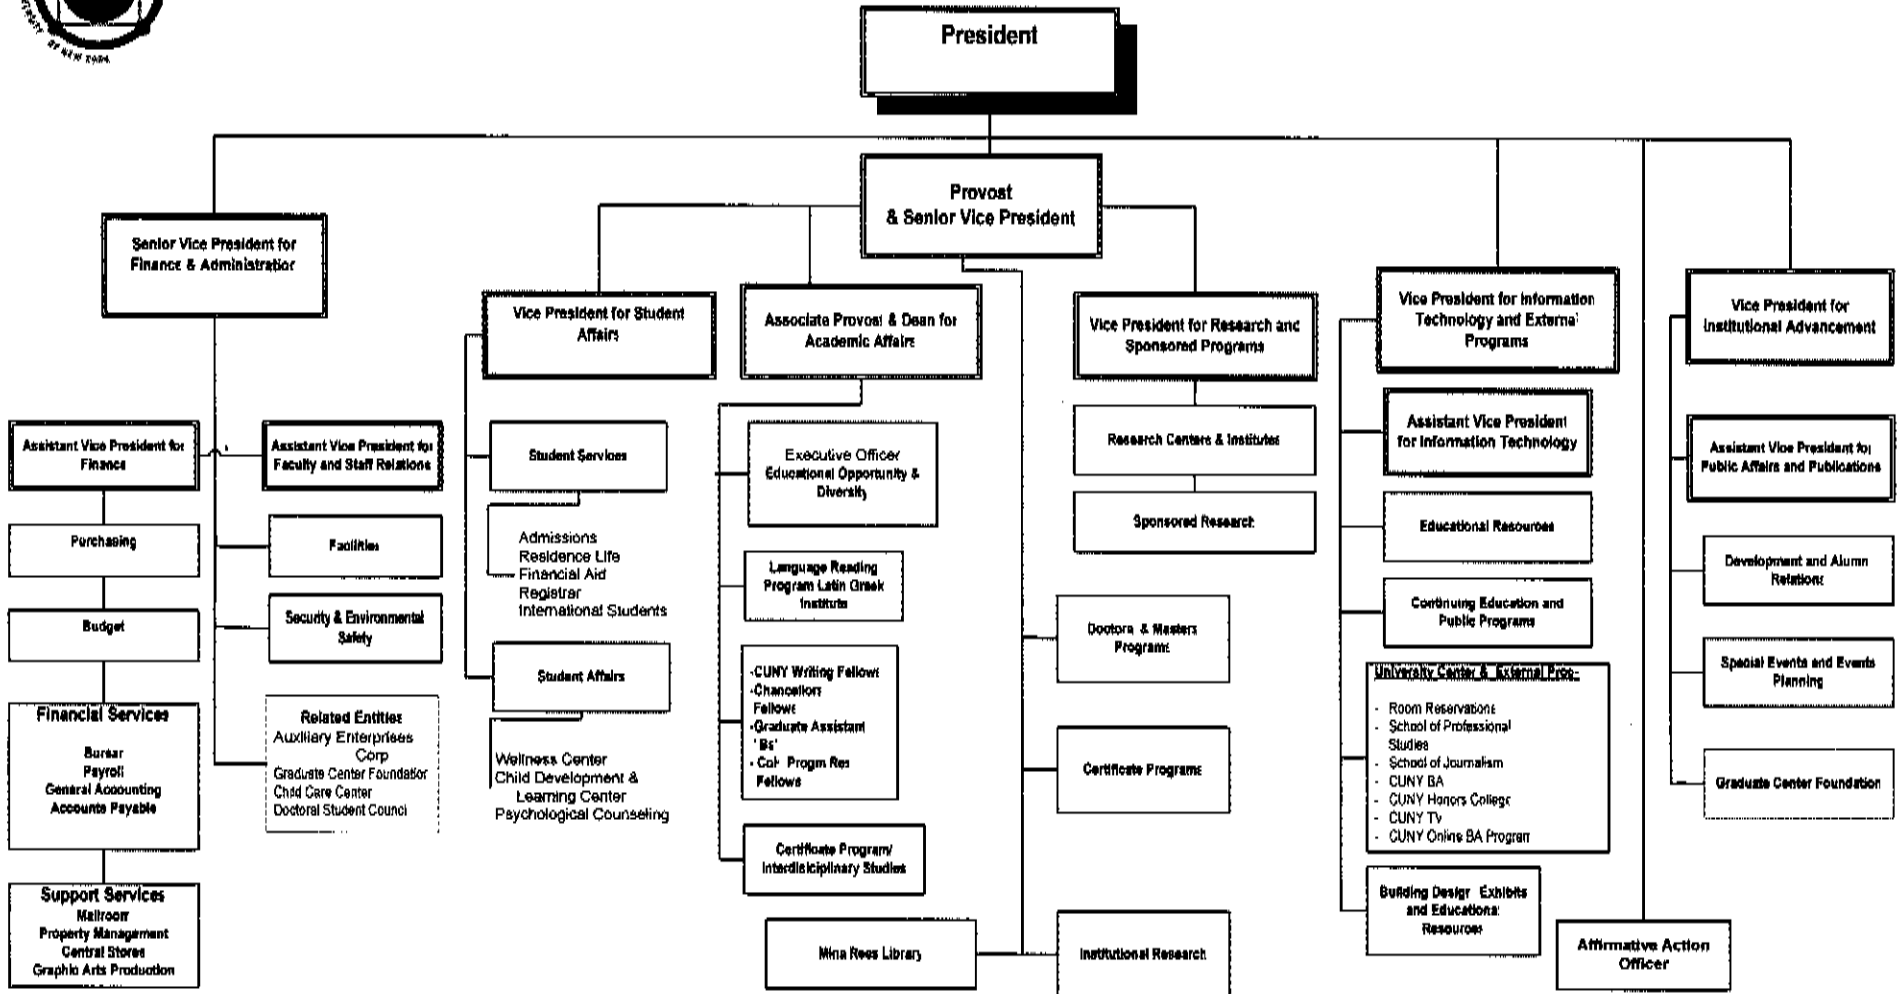 OF NEW YORK
President
Provost
& Senior Vice President
Senior Vice President for
Finance & Administration
Vice President for Student
Affairs
Associate Provost & Dean for
Academic Affairs
Vice President for Research and
Sponsored Programs
Vice President for Information
Technology and External
Programs
Vice President for
Institutional Advancement
Assistant Vice President for
Finance
Assistant Vice President for
Faculty and Staff Relations
Purchasing
Facilities
Budget
Security & Environmental
Safety
Financial Services
Bursar
Payroll
General Accounting
Accounts Payable
Related Entities
Auxiliary Enterprises
Corp
Graduate Center Foundation
Child Care Center
Doctoral Student Council
Support Services
Mailroom
Property Management
Central Stores
Graphic Arts Production
Student Services
Admissions
Residence Life
Financial Aid
Registrar
International Students
Student Affairs
Wellness Center
Child Development &
Learning Center
Psychological Counseling
Executive Officer
Educational Opportunity &
Diversity
Language Reading
Program Latin Greek
Institute
-CUNY Writing Fellows
-Chancellors
Fellows
-Graduate Assistant
'Bs'
- Col- Progm Res
Fellows
Certificate Program/
Interdisiciplinary Studies
Mina Rees Library
Research Centers & Institutes
Sponsored Research
Doctoral & Masters
Programs
Certificate Programs
Institutional Research
Assistant Vice President
for Information Technology
Educational Resources
Continuing Education and
Public Programs
University Center & External Prog-
- Room Reservations
- School of Professional
Studies
- School of Journalism
- CUNY BA
- CUNY Honors College
- CUNY TV
- CUNY Online BA Program
Building Design Exhibits
and Educational
Resources
Assistant Vice President for
Public Affairs and Publications
Development and Alumn
Relations
Special Events and Events
Planning
Graduate Center Foundation
Affirmative Action
Officer